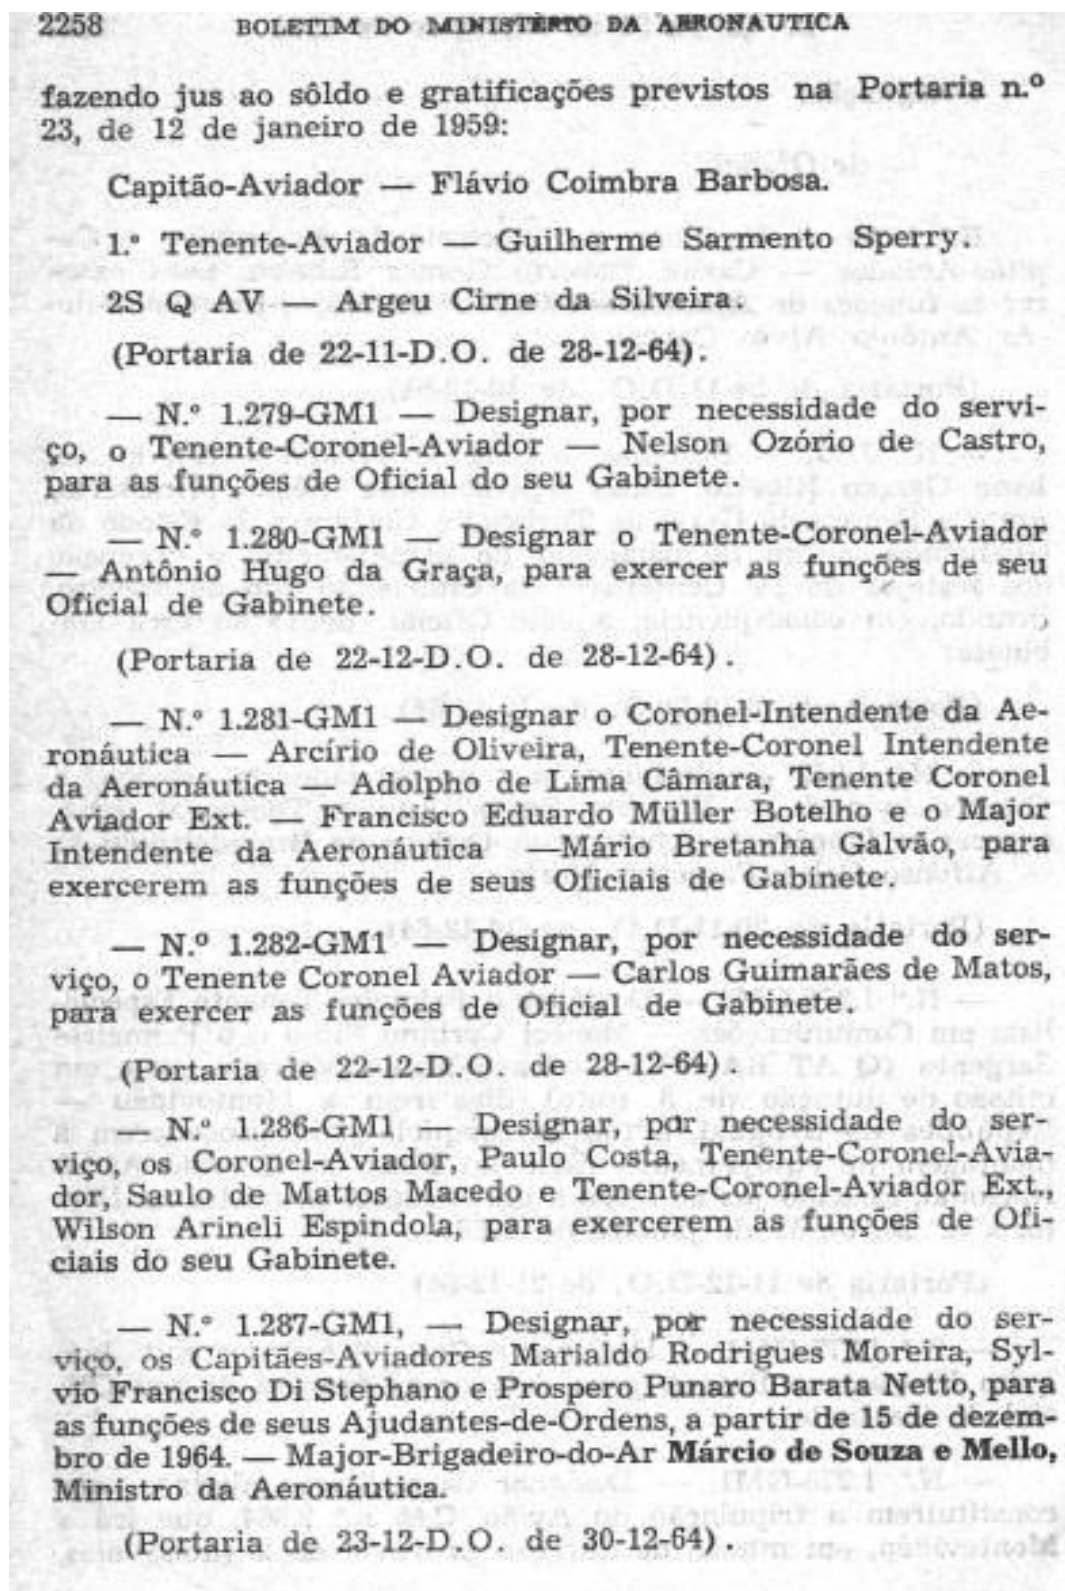 2258 BOLETIM DO MINISTÉRIO DA AERONAUTICA
fazendo jus ao sôldo e gratificações previstos na Portaria n.º
23, de 12 de janeiro de 1959:
Capitão-Aviador — Flávio Coimbra Barbosa.
1.º Tenente-Aviador — Guilherme Sarmento Sperry.
2S Q AV — Argeu Cirne da Silveira.
(Portaria de 22-11-D.O. de 28-12-64).
— N.º 1.279-GM1 — Designar, por necessidade do servi-
ço, o Tenente-Coronel-Aviador — Nelson Ozório de Castro,
para as funções de Oficial do seu Gabinete.
— N.º 1.280-GM1 — Designar o Tenente-Coronel-Aviador
— Antônio Hugo da Graça, para exercer as funções de seu
Oficial de Gabinete.
(Portaria de 22-12-D.O. de 28-12-64).
— N.º 1.281-GM1 — Designar o Coronel-Intendente da Ae-
ronáutica — Arcírio de Oliveira, Tenente-Coronel Intendente
da Aeronáutica — Adolpho de Lima Câmara, Tenente Coronel
Aviador Ext. — Francisco Eduardo Müller Botelho e o Major
Intendente da Aeronáutica —Mário Bretanha Galvão, para
exercerem as funções de seus Oficiais de Gabinete.
— N.º 1.282-GM1 — Designar, por necessidade do ser-
viço, o Tenente Coronel Aviador — Carlos Guimarães de Matos,
para exercer as funções de Oficial de Gabinete.
(Portaria de 22-12-D.O. de 28-12-64).
— N.º 1.286-GM1 — Designar, por necessidade do ser-
viço, os Coronel-Aviador, Paulo Costa, Tenente-Coronel-Avia-
dor, Saulo de Mattos Macedo e Tenente-Coronel-Aviador Ext.,
Wilson Arineli Espindola, para exercerem as funções de Ofi-
ciais do seu Gabinete.
— N.º 1.287-GM1, — Designar, por necessidade do ser-
viço, os Capitães-Aviadores Marialdo Rodrigues Moreira, Syl-
vio Francisco Di Stephano e Prospero Punaro Barata Netto, para
as funções de seus Ajudantes-de-Ordens, a partir de 15 de dezem-
bro de 1964. — Major-Brigadeiro-do-Ar Márcio de Souza e Mello,
Ministro da Aeronáutica.
(Portaria de 23-12-D.O. de 30-12-64).